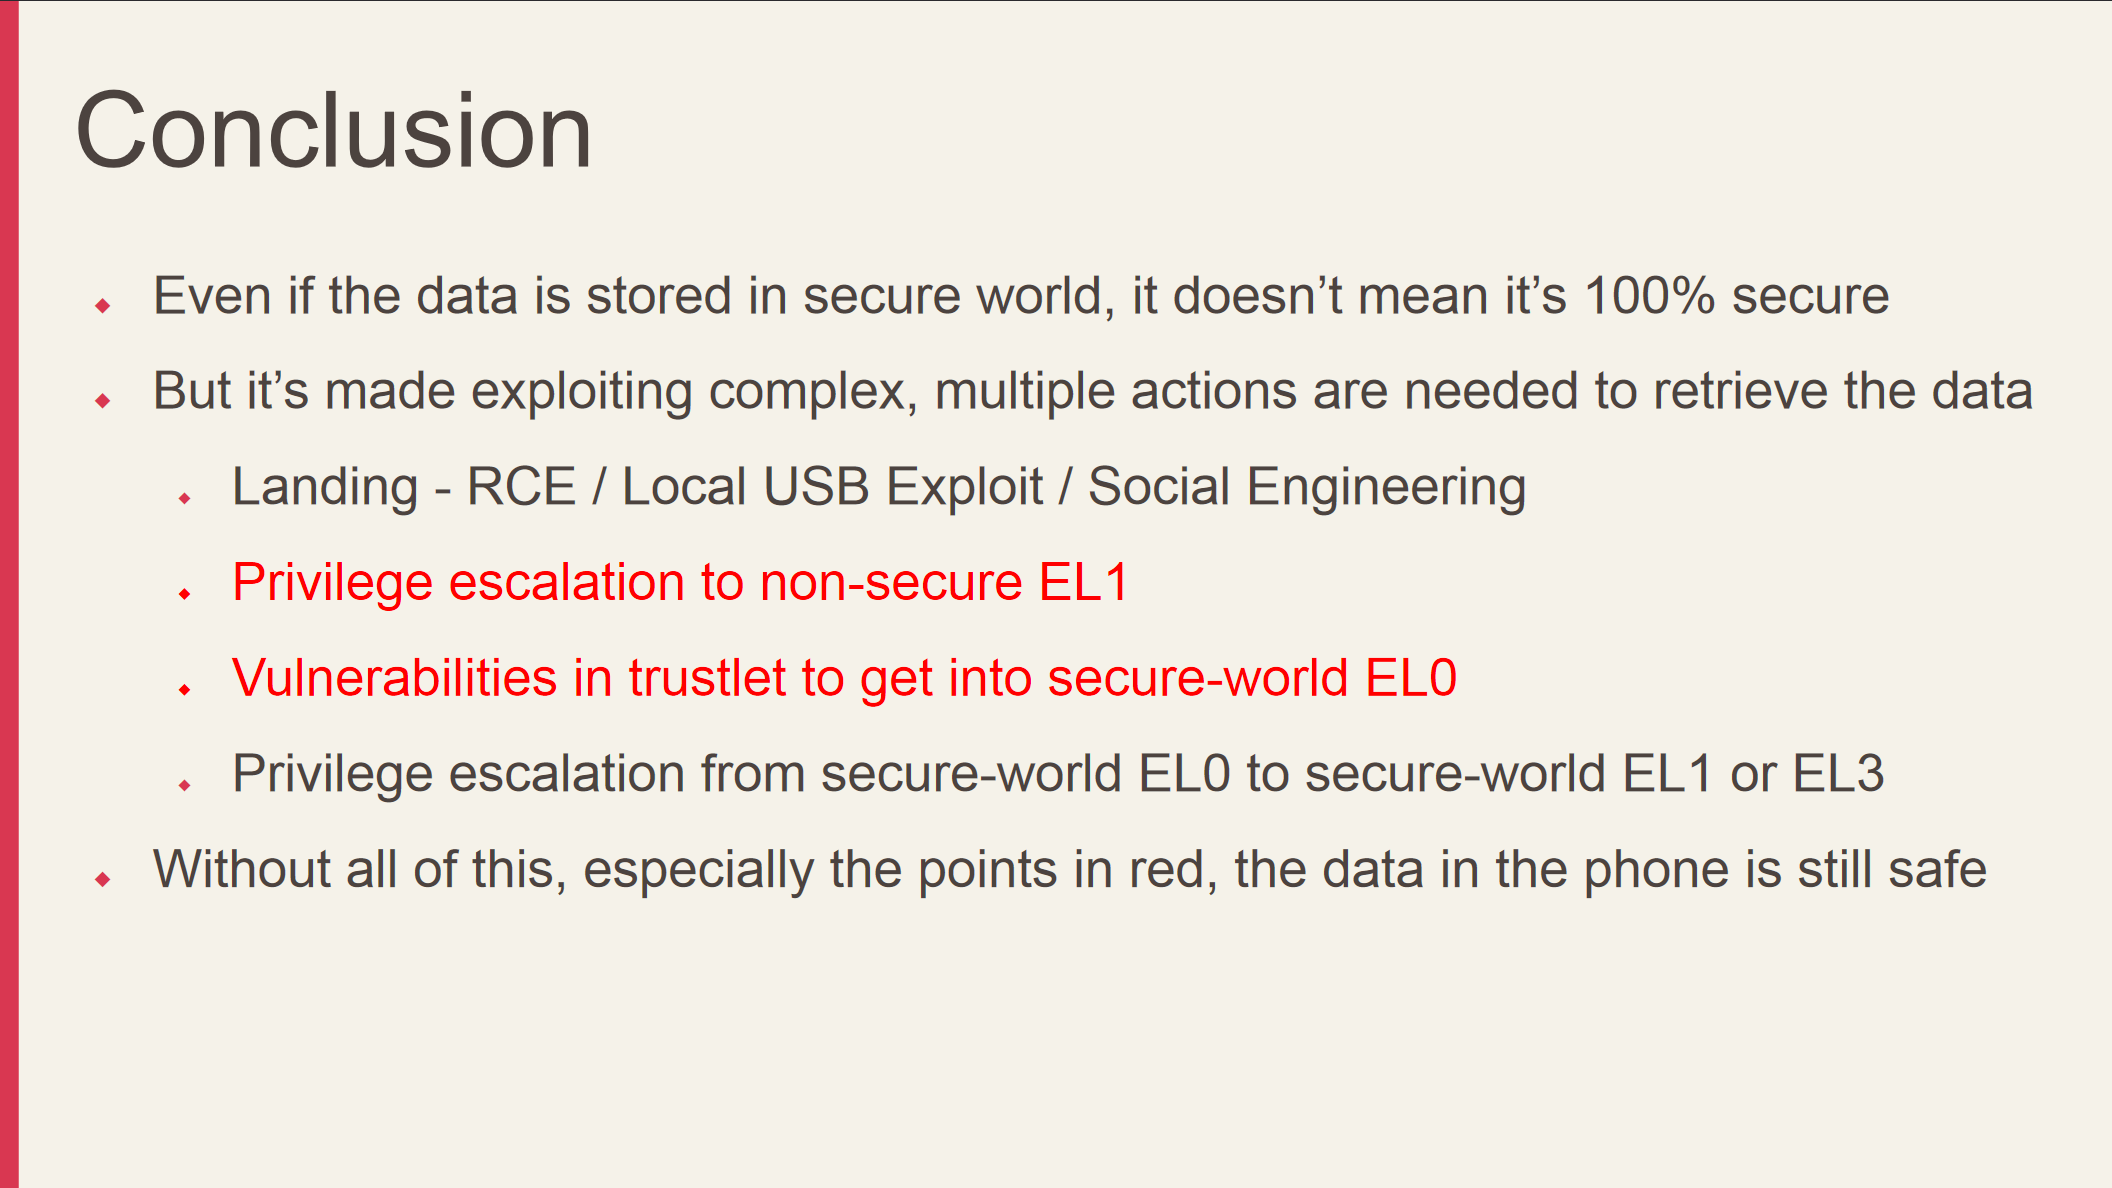 Conclusion
Even if the data is stored in secure world, it doesn’t mean it’s 100% secure
But it’s made exploiting complex, multiple actions are needed to retrieve the data
Landing - RCE / Local USB Exploit / Social Engineering
Privilege escalation to non-secure EL1
Vulnerabilities in trustlet to get into secure-world EL0
Privilege escalation from secure-world EL0 to secure-world EL1 or EL3
Without all of this, especially the points in red, the data in the phone is still safe